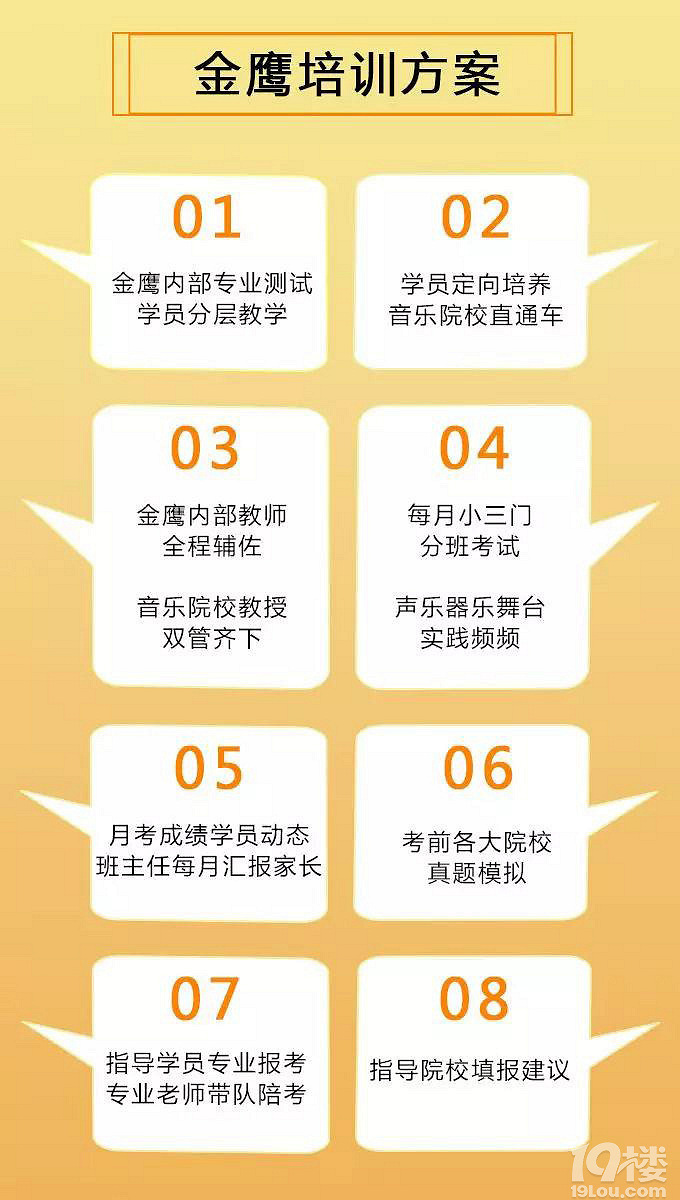 金鹰培训方案
01
金鹰内部专业测试
学员分层教学
02
学员定向培养
音乐院校直通车
03
金鹰内部教师
全程辅佐
音乐院校教授
双管齐下
04
每月小三门
分班考试
声乐器乐舞台
实践频频
05
月考成绩学员动态
班主任每月汇报家长
06
考前各大院校
真题模拟
07
指导学员专业报考
专业老师带队陪考
08
指导院校填报建议
19楼
19lou.com